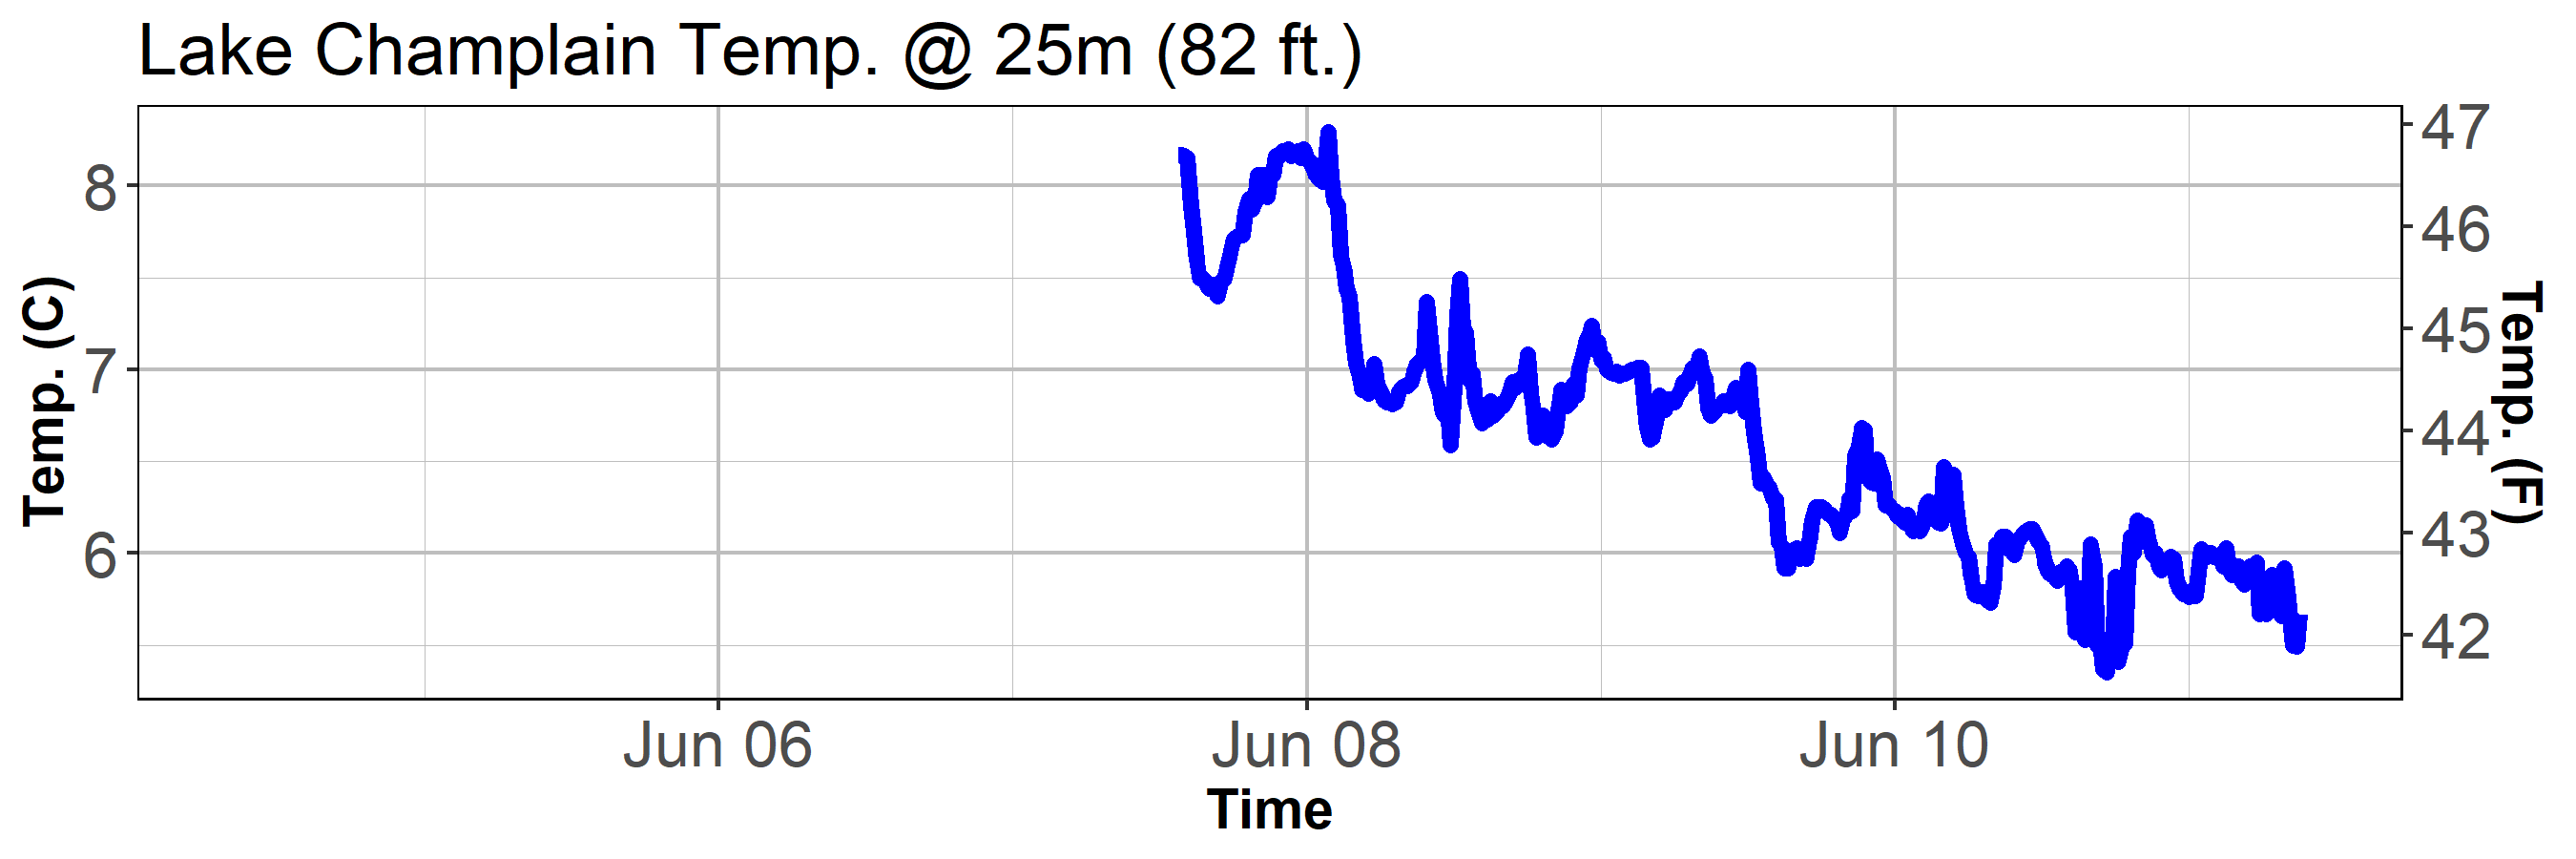 Lake Champlain Temp. @ 25m (82 ft.)
Temp. (C)
8
7
6
47
46
45
44
43
42
Temp. (F)
Jun 06
Jun 08
Jun 10
Time